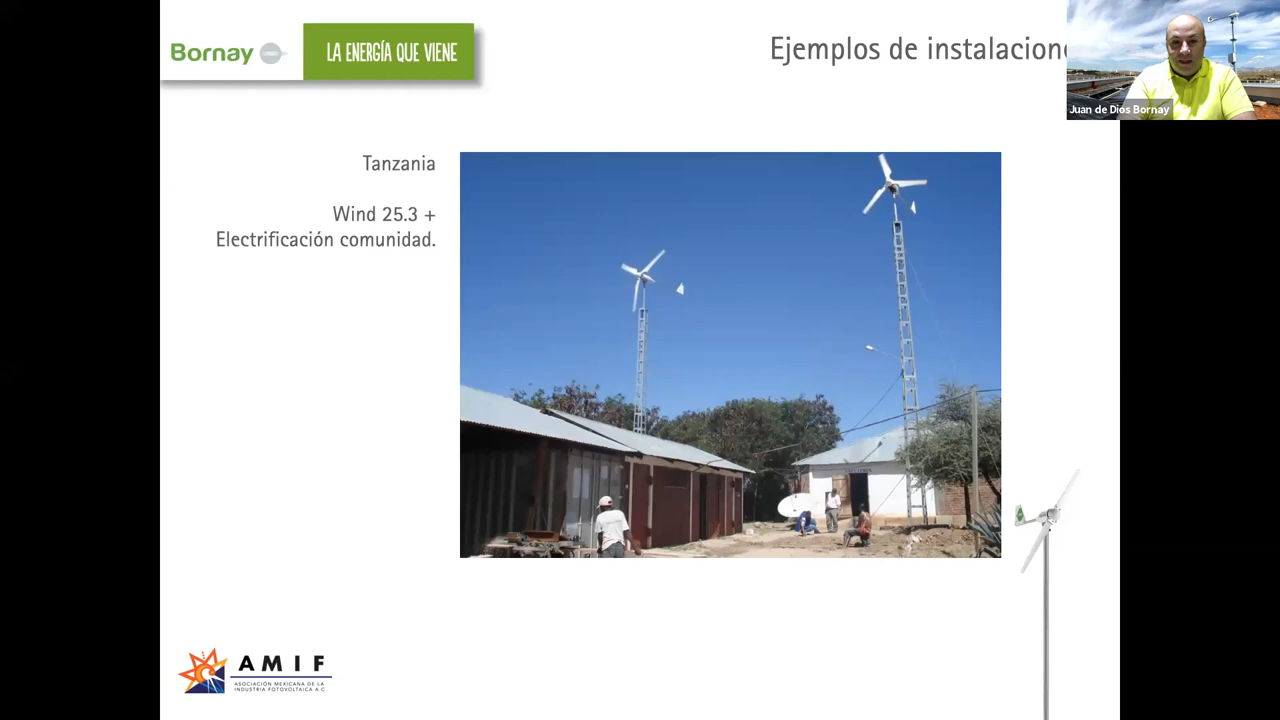 Bornay
LA ENERGÍA QUE VIENE
Ejemplos de instalacion
Juan de Dios Bornay
Tanzania
Wind 25.3 +
Electrificación comunidad.
AMIF
ASOCIACIÓN MEXICANA DE LA
INDUSTRIA FOTOVOLTAICA A.C